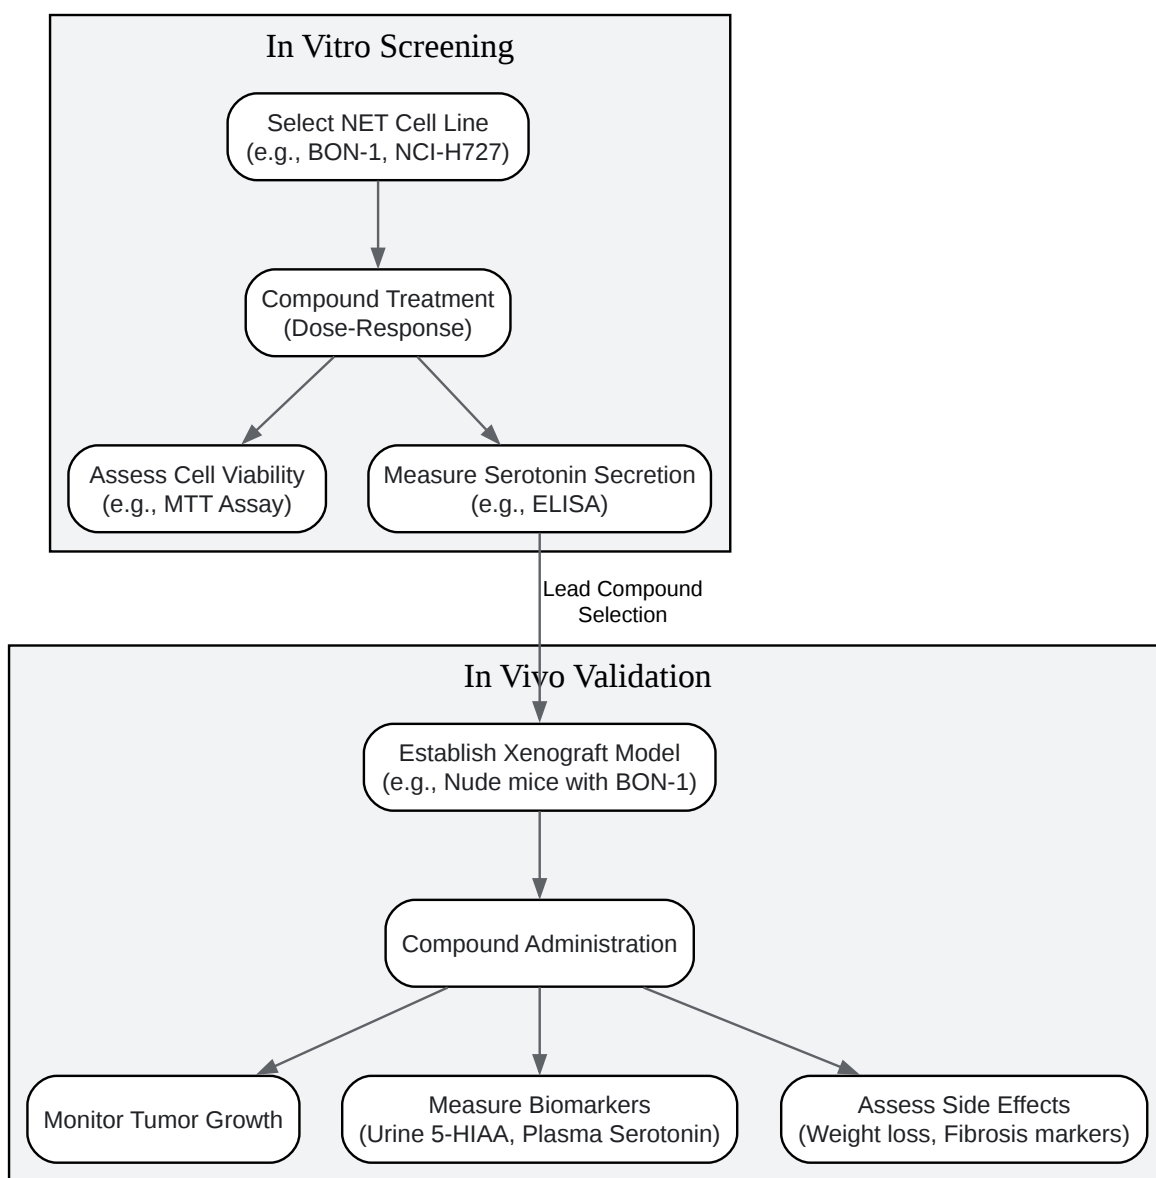 In Vitro Screening
Select NET Cell Line
(e.g., BON-1, NCI-H727)
Compound Treatment
(Dose-Response)
Assess Cell Viability
(e.g., MTT Assay)
Measure Serotonin Secretion
(e.g., ELISA)
Lead Compound
Selection
In Vivo Validation
Establish Xenograft Model
(e.g., Nude mice with BON-1)
Compound Administration
Monitor Tumor Growth
Measure Biomarkers
(Urine 5-HIAA, Plasma Serotonin)
Assess Side Effects
(Weight loss, Fibrosis markers)